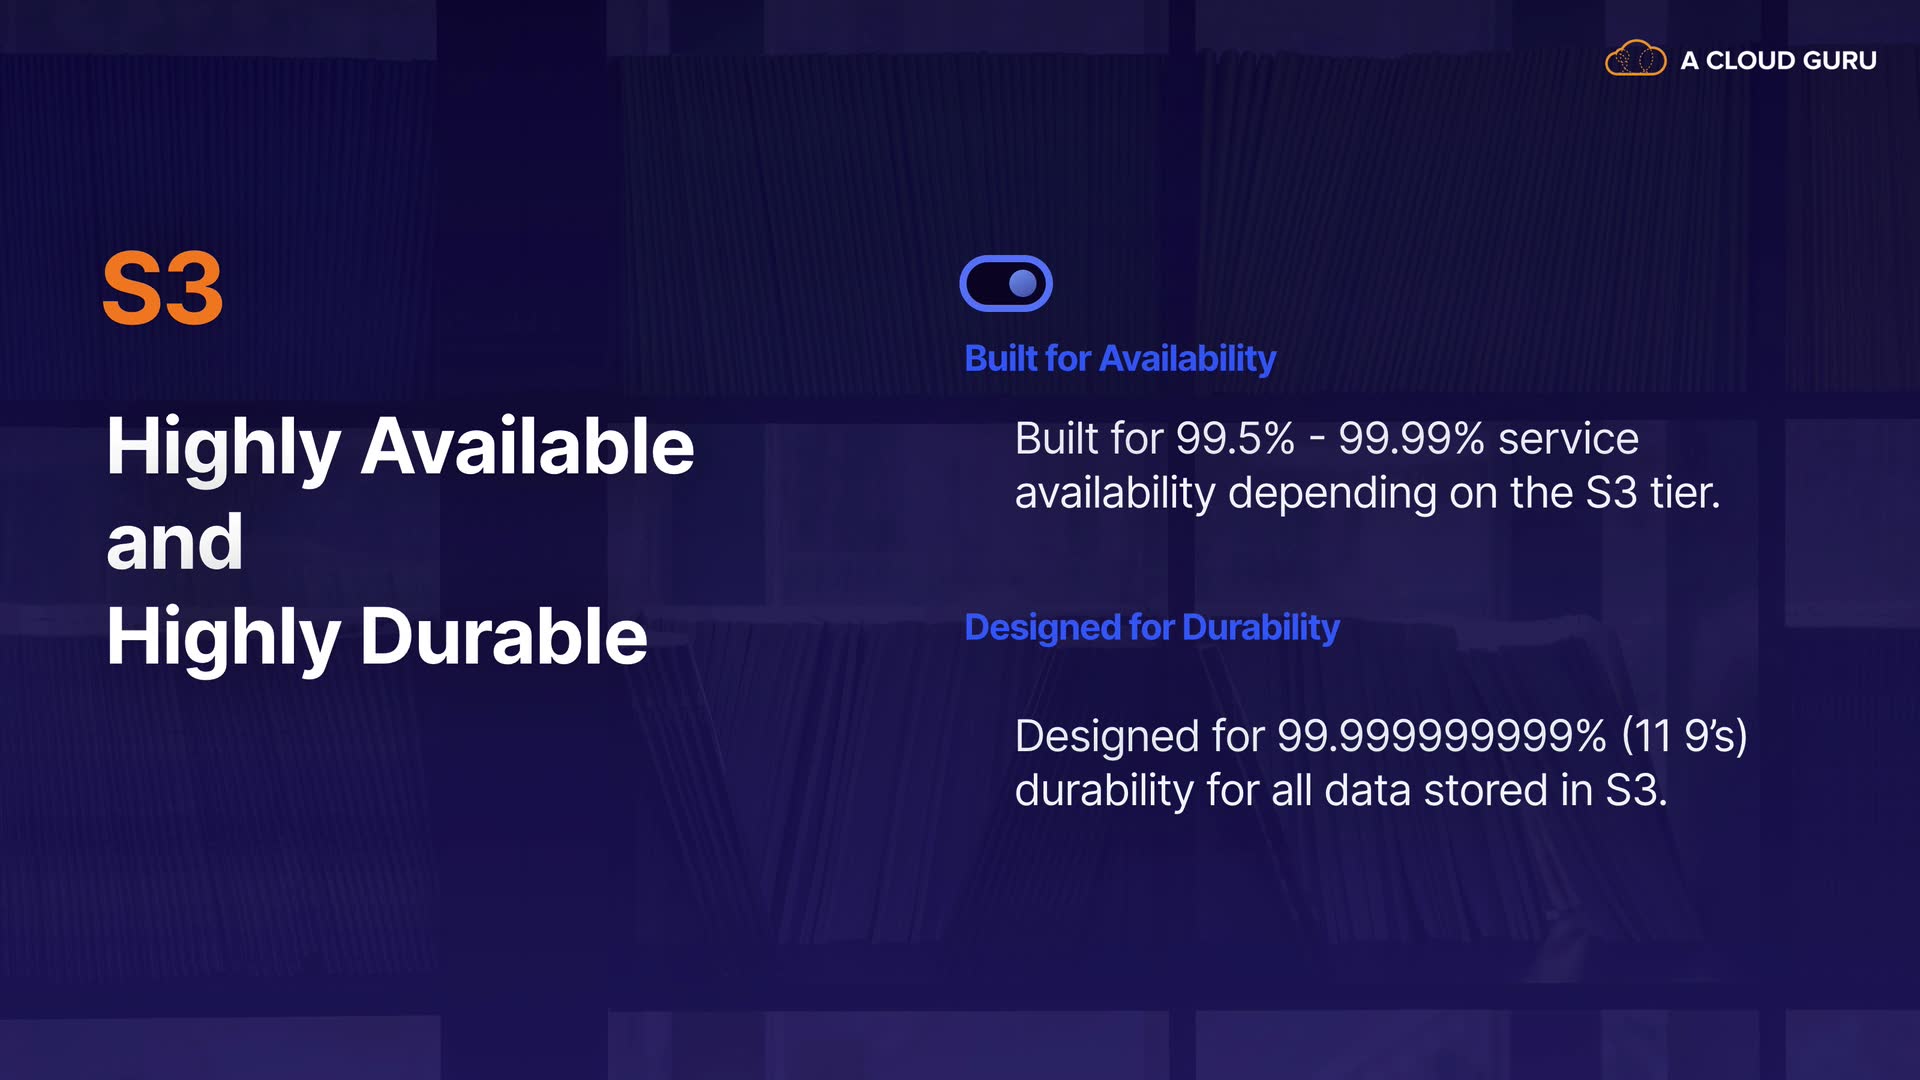 A CLOUD GURU
S3
Highly Available
and
Highly Durable
Built for Availability
Built for 99.5% - 99.99% service
availability depending on the S3 tier.
Designed for Durability
Designed for 99.999999999% (11 9’s)
durability for all data stored in S3.